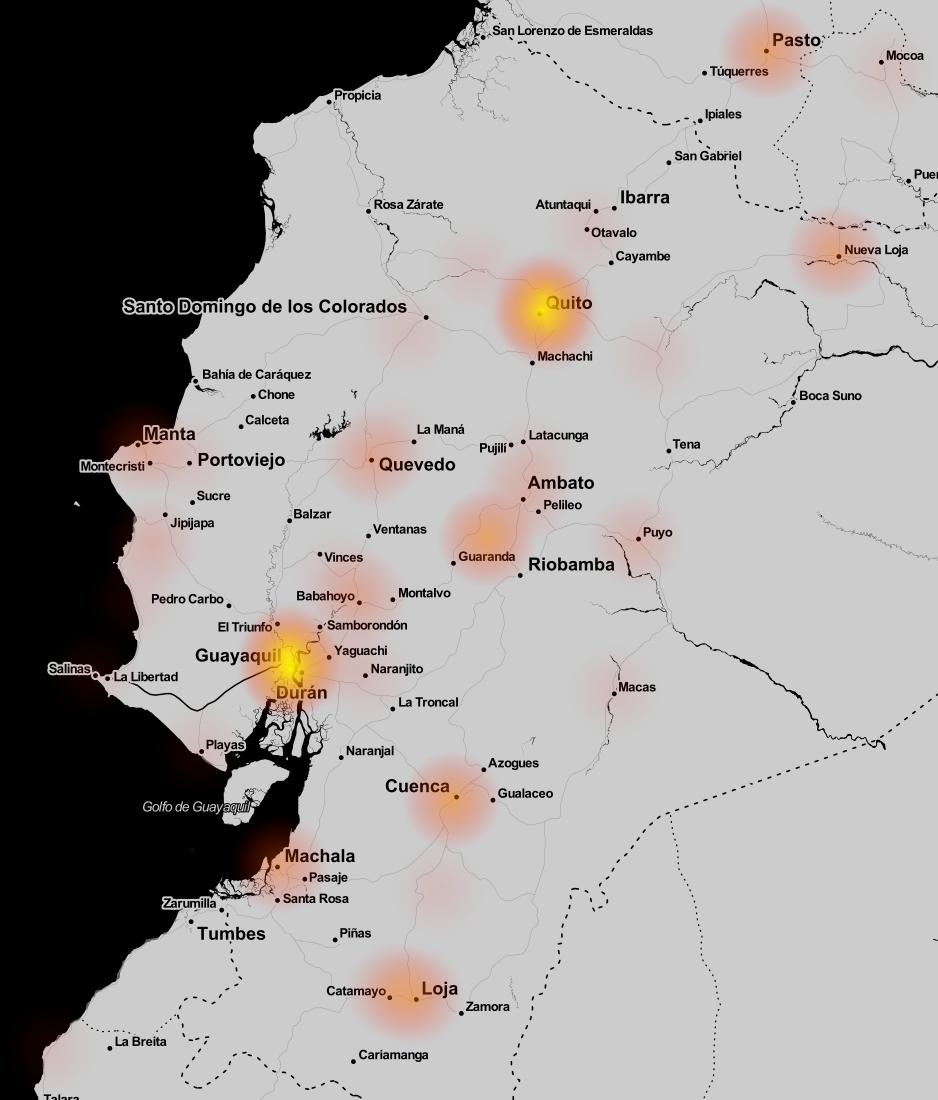 San Lorenzo de Esmeraldas
Pasto
Mocoa
Túquerres
Propicia
Ipiales
San Gabriel
Puer
Ibarra
Atuntaqui
Rosa Zárate
Otavalo
Nueva Loja
Cayambe
Quito
Santo Domingo de los Colorados
Machachi
Bahía de Caráquez
Chone
Boca Suno
Calceta
La Maná
Manta
Latacunga
Pujilí
Tena
Portoviejo
Quevedo
Montecristi
Ambato
Sucre
Pelileo
Balzar
Jipijapa
Ventanas
Puyo
Vinces
Guaranda
Riobamba
Montalvo
Babahoyo
Pedro Carbo
El Triunfo
Samborondón
Yaguachi
Guayaquil
Salinas
Naranjito
La Libertad
Macas
Durán
La Troncal
Playas
Naranjal
Azogues
Cuenca
Gualaceo
Golfo de Guayaquil
Machala
Pasaje
Santa Rosa
Zarumilla
Tumbes
Piñas
Loja
Catamayo
Zamora
La Breita
Cariamanga
Talara